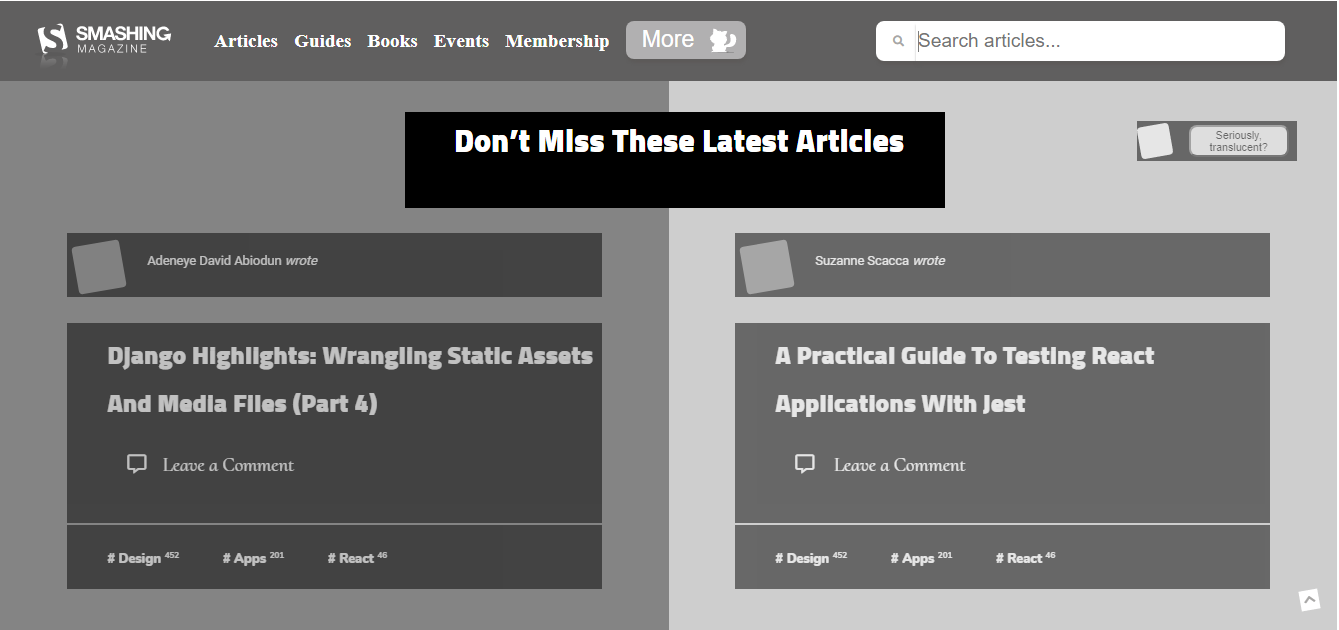 SMASHING
MAGAZINE
Articles Guides Books Events Membership More
Search articles...
Don’t Miss These Latest Articles
Seriously,
translucent?
Adeneye David Abiodun wrote
Django Highlights: Wrangling Static Assets
And Media Files (Part 4)
Leave a Comment
# Design 452 # Apps 201 # React 46
Suzanne Scacca wrote
A Practical Guide To Testing React
Applications With Jest
Leave a Comment
# Design 452 # Apps 201 # React 46